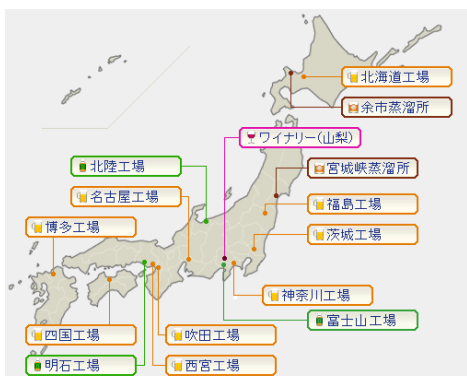 北海道工場
余市蒸溜所
ワイナリー(山梨)
北陸工場
宮城峡蒸溜所
名古屋工場
福島工場
博多工場
茨城工場
神奈川工場
富士山工場
四国工場
吹田工場
明石工場
西宮工場